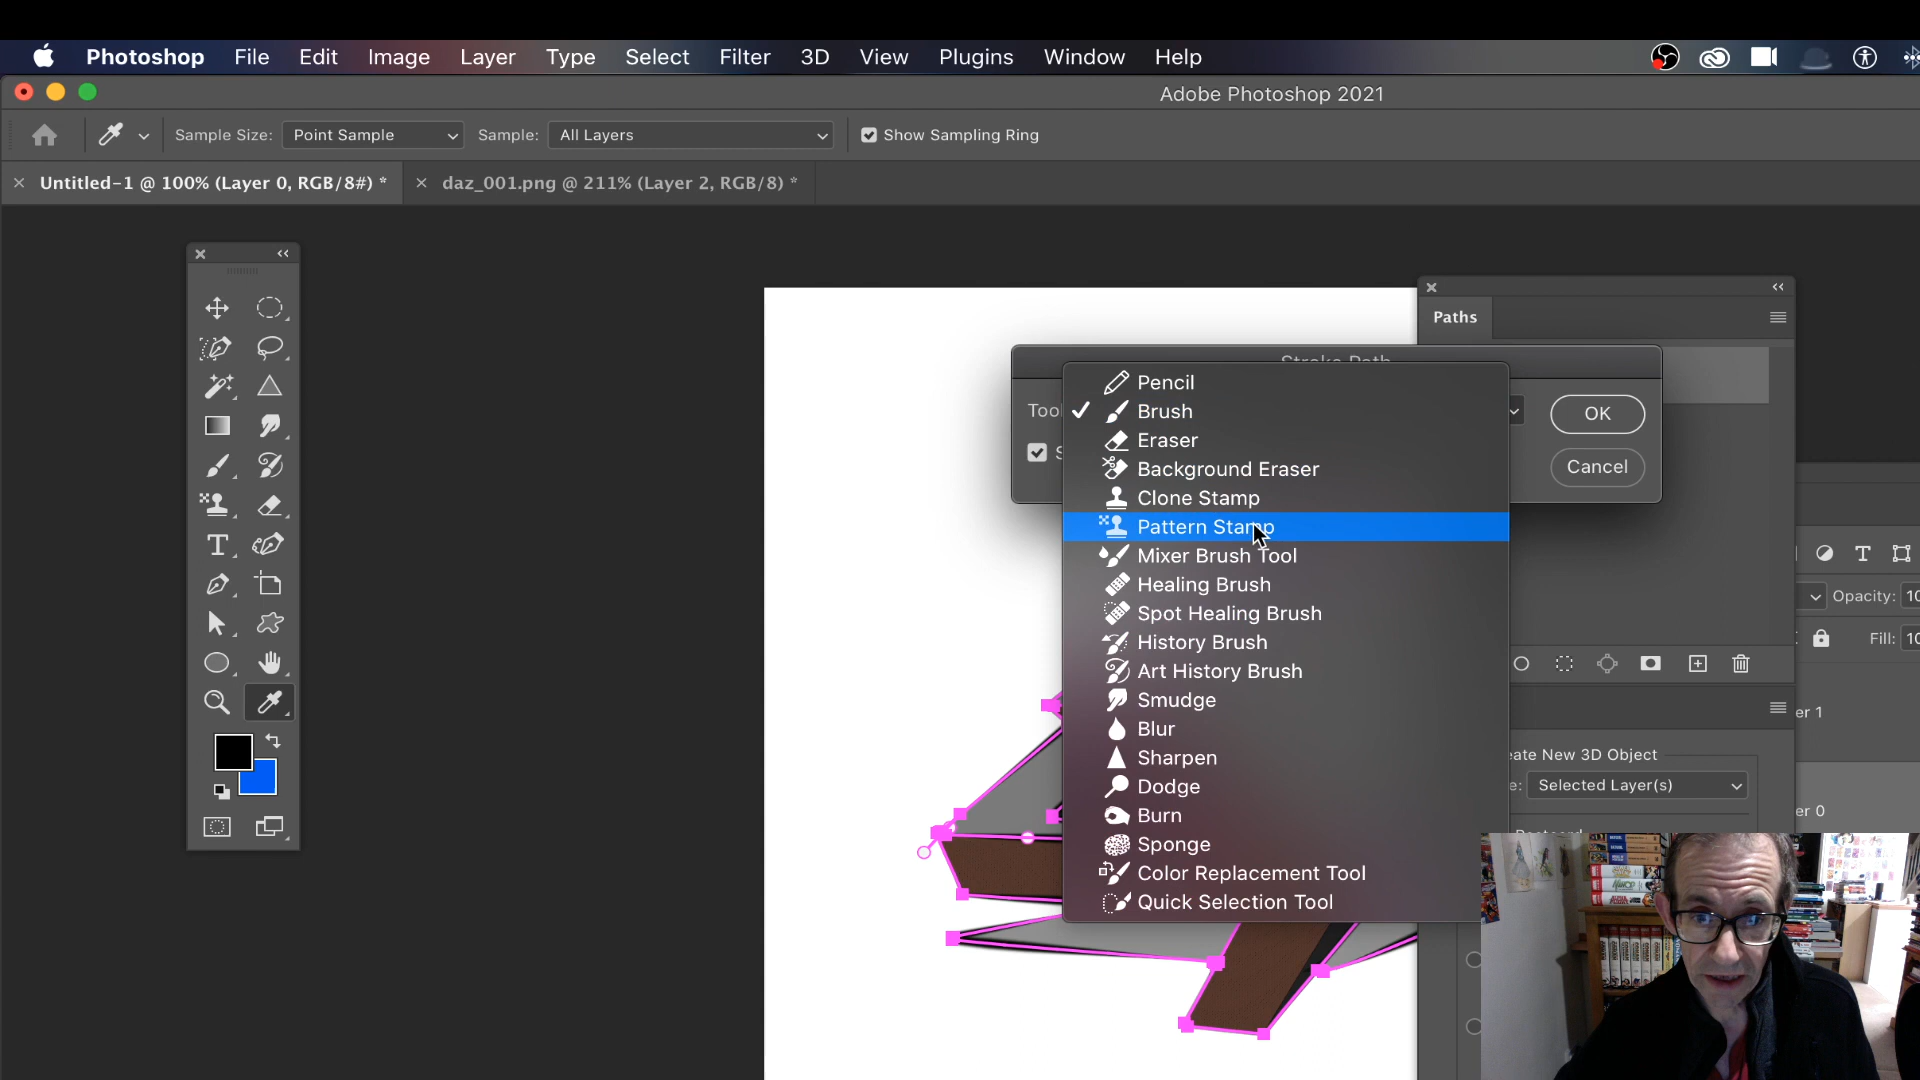 Photoshop File Edit Image Layer Type Select Filter 3D View Plugins Window Help
Adobe Photoshop 2021
Sample Size: Point Sample Sample: All Layers Show Sampling Ring
Untitled-1 @ 100% (Layer 0, RGB/8#) * daz_001.png @ 211% (Layer 2, RGB/8) *
Paths
Stroke Path
Tool
OK
Cancel
Pencil
Brush
Eraser
Background Eraser
Clone Stamp
Pattern Stamp
Mixer Brush Tool
Healing Brush
Spot Healing Brush
History Brush
Art History Brush
Smudge
Blur
Sharpen
Dodge
Burn
Sponge
Color Replacement Tool
Quick Selection Tool
Opacity: 10
Fill: 10
er 1
eate New 3D Object
e: Selected Layer(s)
er 0